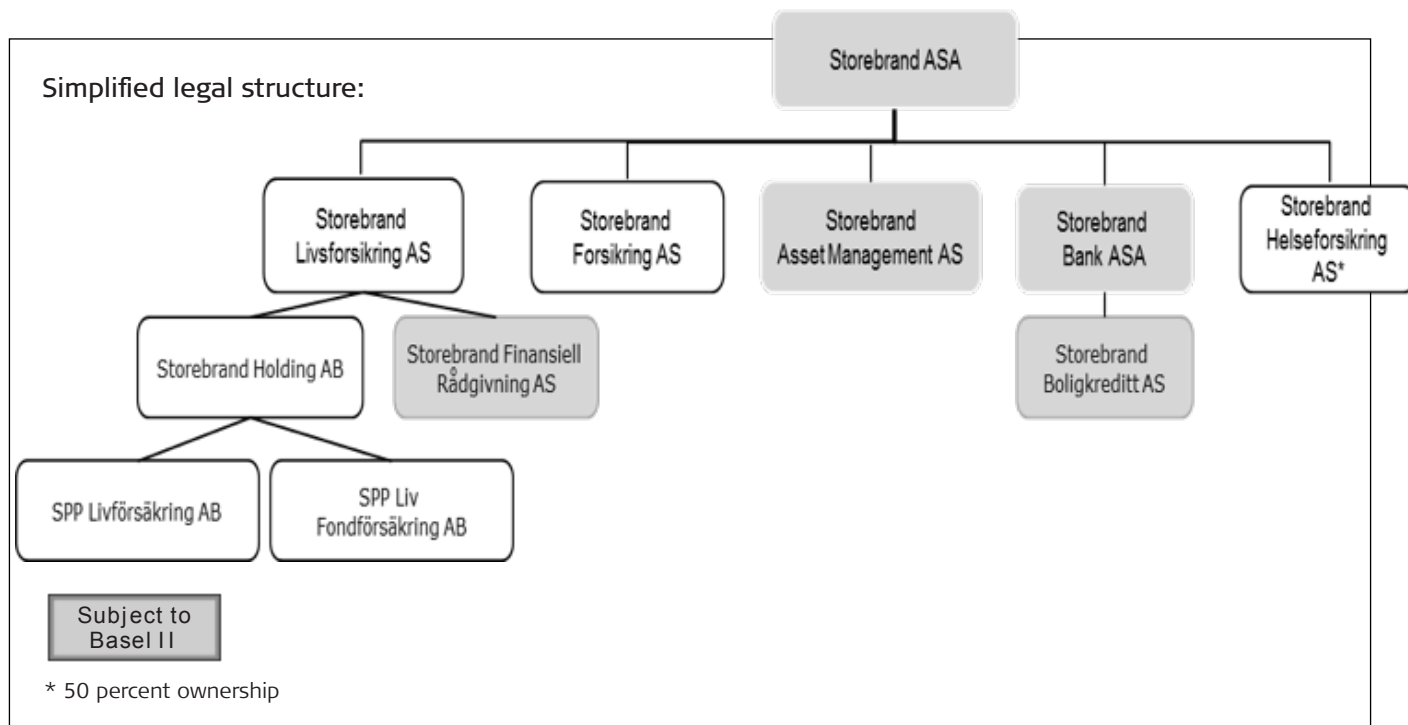 Storebrand ASA
Simplified legal structure:
Storebrand
Livsforsikring AS
Storebrand
Forsikring AS
Storebrand
Asset Management AS
Storebrand
Bank ASA
Storebrand
Helseforsikring
AS*
Storebrand Holding AB
Storebrand Finansiell
Rådgivning AS
Storebrand
Boligkreditt AS
SPP Livförsäkring AB
SPP Liv
Fondförsäkring AB
Subject to
Basel II
* 50 percent ownership